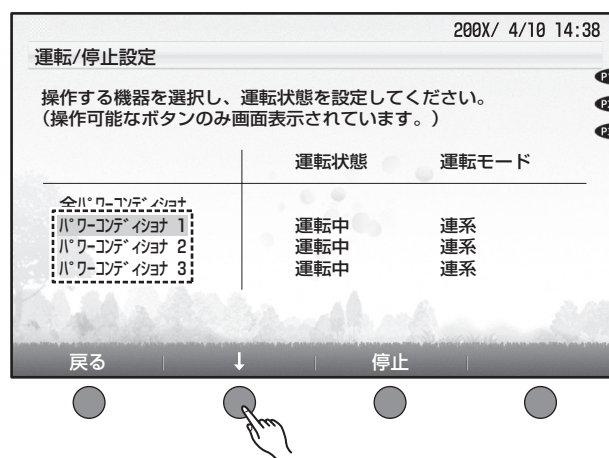 200X/ 4/10 14:38
運転/停止設定
操作する機器を選択し、運転状態を設定してください。
(操作可能なボタンのみ画面表示されています。)
運転状態 運転モード
全パワーコンディショナ
パワーコンディショナ 1 運転中 連系
パワーコンディショナ 2 運転中 連系
パワーコンディショナ 3 運転中 連系
戻る ↓ 停止